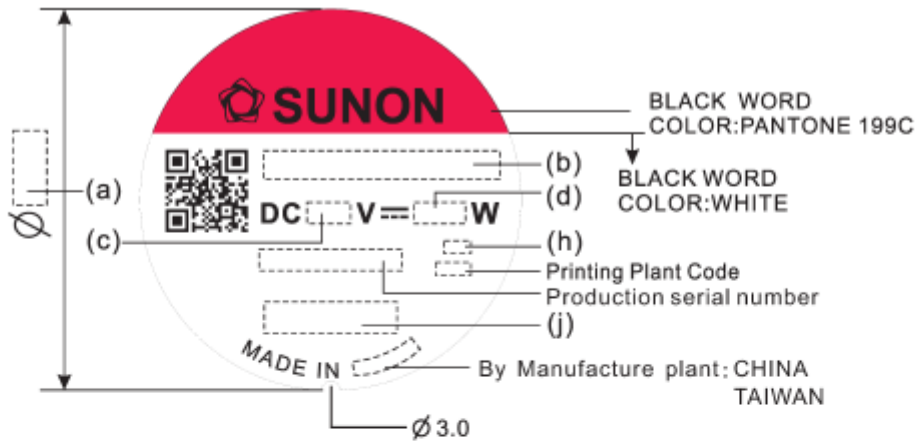 SUNON
BLACK WORD
COLOR:PANTONE 199C
(b)
BLACK WORD
COLOR:WHITE
(a)
(d)
DC V W
(c)
(h)
Printing Plant Code
Production serial number
(j)
MADE IN
By Manufacture plant: CHINA
TAIWAN
Ø
Ø 3.0